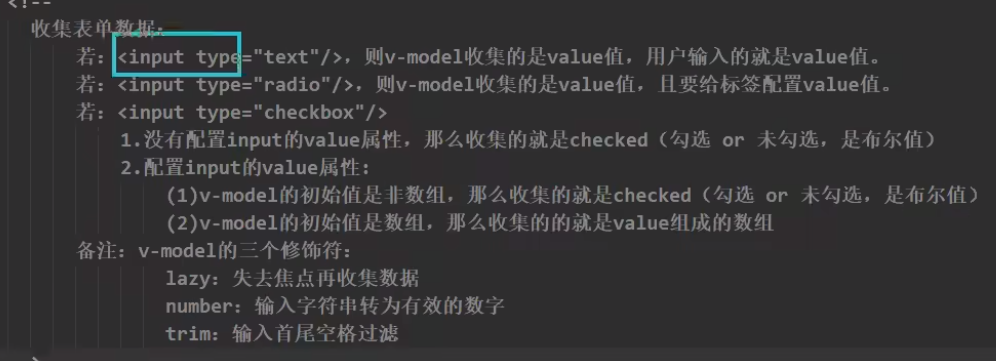 <!--
收集表单数据：
若：<input type="text"/>，则v-model收集的是value值，用户输入的就是value值。
若：<input type="radio"/>，则v-model收集的是value值，且要给标签配置value值。
若：<input type="checkbox"/>
1.没有配置input的value属性，那么收集的就是checked（勾选 or 未勾选，是布尔值）
2.配置input的value属性:
(1)v-model的初始值是非数组，那么收集的就是checked（勾选 or 未勾选，是布尔值）
(2)v-model的初始值是数组，那么收集的的就是value组成的数组
备注：v-model的三个修饰符：
lazy：失去焦点再收集数据
number：输入字符串转为有效的数字
trim：输入首尾空格过滤